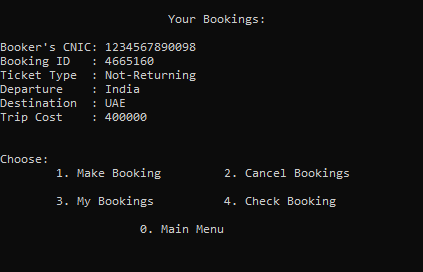 Your Bookings:
Booker's CNIC: 1234567890098
Booking ID   : 4665160
Ticket Type  : Not-Returning
Departure    : India
Destination  : UAE
Trip Cost    : 400000
Choose:
1. Make Booking         2. Cancel Bookings
3. My Bookings          4. Check Booking
0. Main Menu